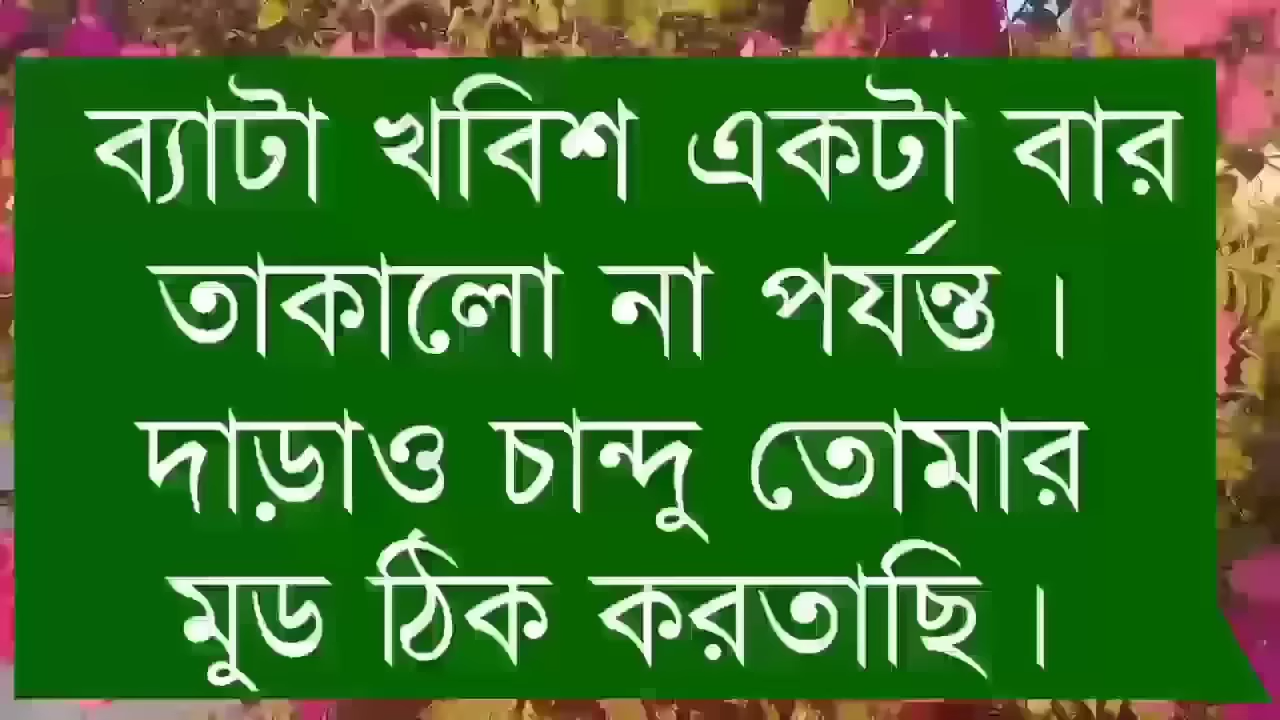 ব্যাটা খবিশ একটা বার
তাকালো না পর্যন্ত ।
দাড়াও চান্দু তোমার
মুড ঠিক করতাছি ।